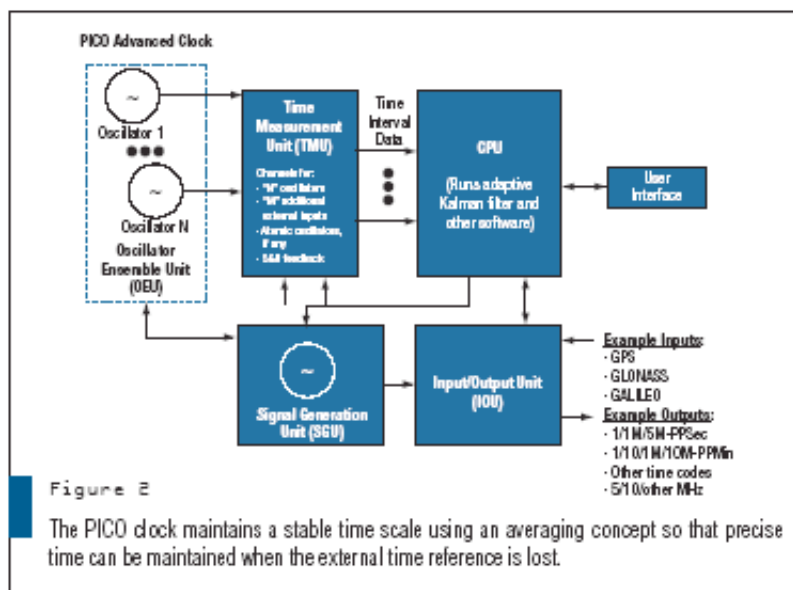 PICO Advanced Clock
~
Oscillator 1
~
Oscillator N
Oscillator
Ensemble Unit
(OEU)
Time
Measurement
Unit (TMU)
Channels for:
- "N" oscillators
- "M" additional
external inputs
- Atomic oscillators,
if any
- SGU feedback
Time
Interval
Data
CPU
(Runs adaptive
Kalman filter and
other software)
User
Interface
~
Signal Generation
Unit (SGU)
Input/Output Unit
(IOU)
Example Inputs:
- GPS
- GLONASS
- GALILEO
Example Outputs:
- 1/1M/5M-PPSec
- 1/10/1M/10M-PPMin
- Other time codes
- 5/10/other MHz
Figure 2
The PICO clock maintains a stable time scale using an averaging concept so that precise
time can be maintained when the external time reference is lost.